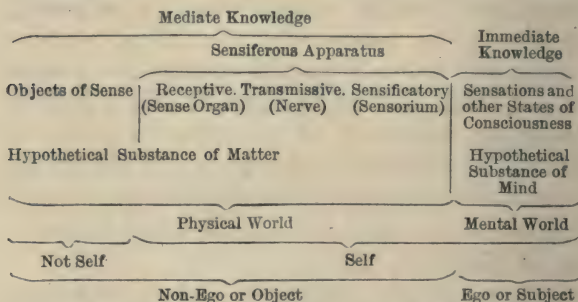 Mediate Knowledge
Immediate
Knowledge
Sensiferous Apparatus
Objects of Sense Receptive. Transmissive. Sensificatory Sensations and
(Sense Organ) (Nerve) (Sensorium) other States of
Consciousness
Hypothetical Substance of Matter Hypothetical
Substance of
Mind
Physical World Mental World
Not Self Self
Non-Ego or Object Ego or Subject